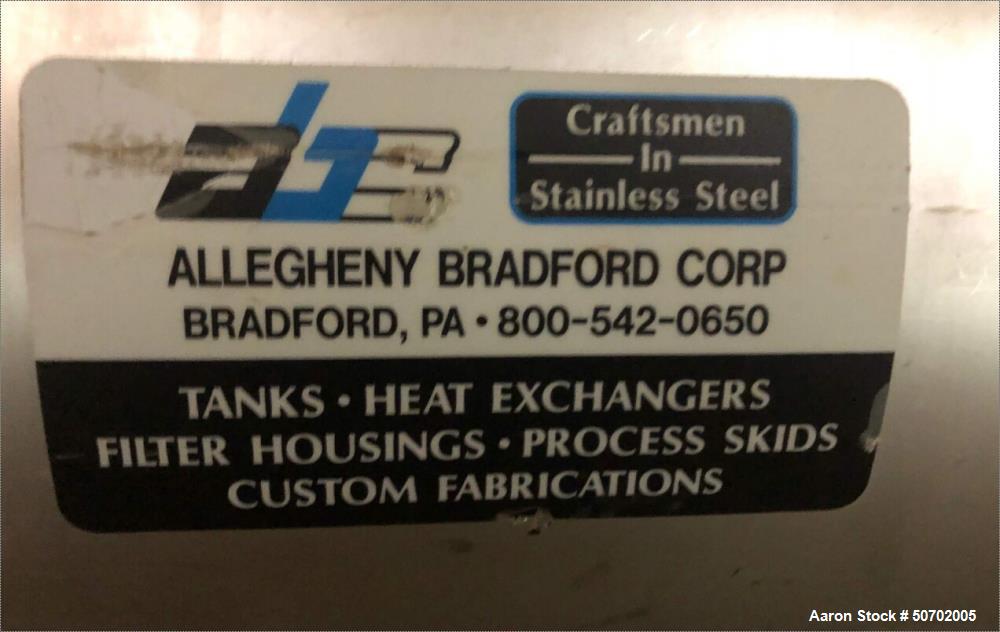 abc
Craftsmen
In
Stainless Steel
ALLEGHENY BRADFORD CORP
BRADFORD, PA • 800-542-0650
TANKS • HEAT EXCHANGERS
FILTER HOUSINGS • PROCESS SKIDS
CUSTOM FABRICATIONS
Aaron Stock # 50702005